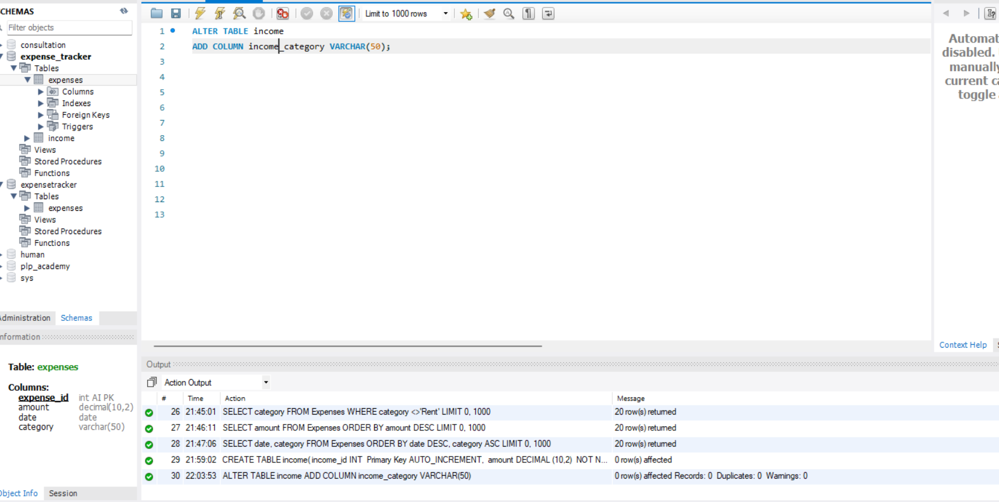 CHEMAS
Filter objects
consultation
expense_tracker
Tables
expenses
Columns
Indexes
Foreign Keys
Triggers
income
Views
Stored Procedures
Functions
expensetracker
Tables
expenses
Views
Stored Procedures
Functions
human
plp_academy
sys
Administration Schemas
nformation
Table: expenses
Columns:
expense_id int AI PK
amount decimal(10,2)
date date
category varchar(50)
Object Info Session
Limit to 1000 rows
1 ALTER TABLE income
2 ADD COLUMN income_category VARCHAR(50);
3
4
5
6
7
8
9
10
11
12
13
Automat
disabled.
manually
current ca
toggle
Context Help
Output
Action Output
# Time Action Message
26 21:45:01 SELECT category FROM Expenses WHERE category <>'Rent' LIMIT 0, 1000 20 row(s) returned
27 21:46:11 SELECT amount FROM Expenses ORDER BY amount DESC LIMIT 0, 1000 20 row(s) returned
28 21:47:06 SELECT date, category FROM Expenses ORDER BY date DESC, category ASC LIMIT 0, 1000 20 row(s) returned
29 21:59:02 CREATE TABLE income( income_id INT Primary Key AUTO_INCREMENT, amount DECIMAL (10,2) NOT N... 0 row(s) affected
30 22:03:53 ALTER TABLE income ADD COLUMN income_category VARCHAR(50) 0 row(s) affected Records: 0 Duplicates: 0 Warnings: 0